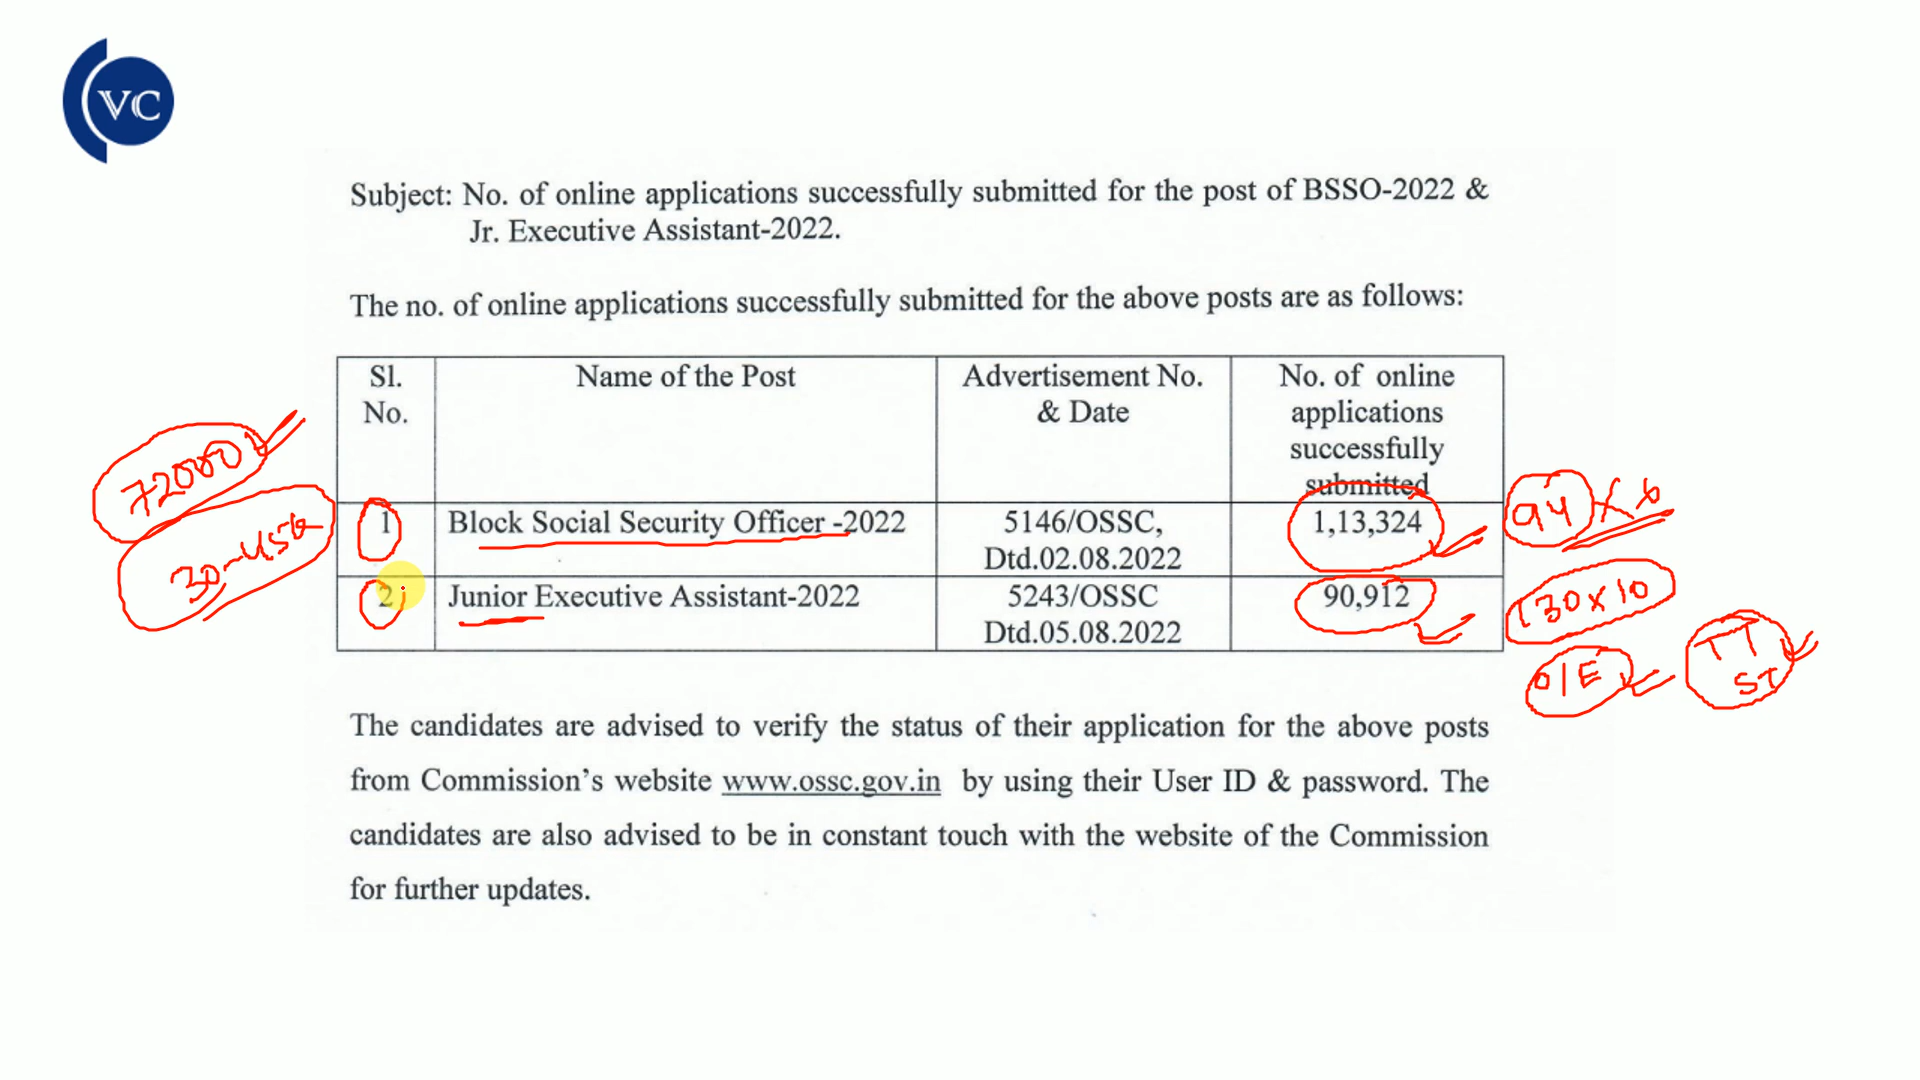 VC
Subject: No. of online applications successfully submitted for the post of BSSO-2022 &
Jr. Executive Assistant-2022.
The no. of online applications successfully submitted for the above posts are as follows:
Sl. No. Name of the Post Advertisement No. & Date No. of online applications successfully submitted
1 Block Social Security Officer -2022 5146/OSSC, Dtd.02.08.2022 1,13,324
2 Junior Executive Assistant-2022 5243/OSSC Dtd.05.08.2022 90,912
72000
94 x 6
130 x 10
O/E
TT
ST
The candidates are advised to verify the status of their application for the above posts
from Commission's website www.ossc.gov.in by using their User ID & password. The
candidates are also advised to be in constant touch with the website of the Commission
for further updates.